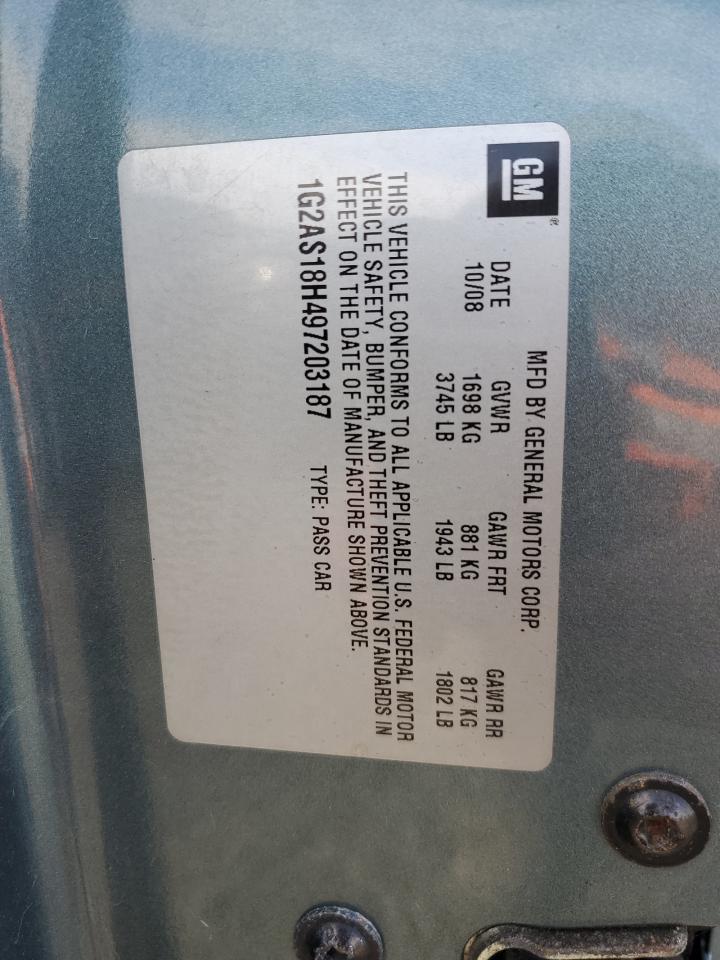 GM®
MFD BY GENERAL MOTORS CORP.
DATE GVWR GAWR FRT GAWR RR
10/08 1698 KG 881 KG 817 KG
3745 LB 1943 LB 1802 LB
THIS VEHICLE CONFORMS TO ALL APPLICABLE U.S. FEDERAL MOTOR
VEHICLE SAFETY, BUMPER, AND THEFT PREVENTION STANDARDS IN
EFFECT ON THE DATE OF MANUFACTURE SHOWN ABOVE.
1G2AS18H497203187 TYPE: PASS CAR